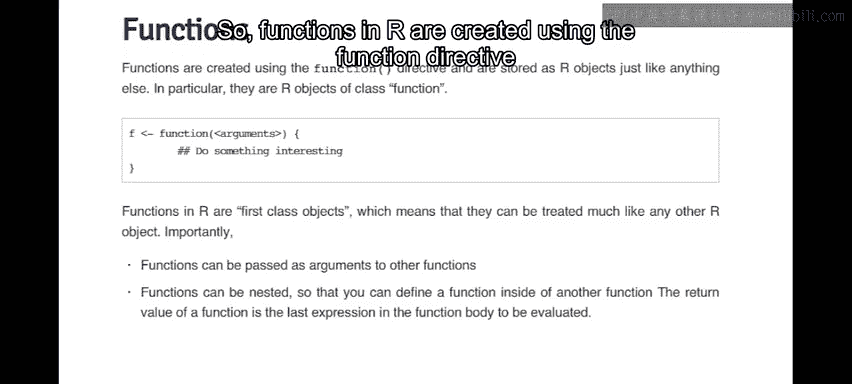 Functions
So, functions in R are created using the
function directive
Functions are created using the function() directive and are stored as R objects just like anything
else. In particular, they are R objects of class “function”.
f <- function(<arguments>) {
## Do something interesting
}
Functions in R are “first class objects”, which means that they can be treated much like any other R
object. Importantly,
· Functions can be passed as arguments to other functions
· Functions can be nested, so that you can define a function inside of another function The return
value of a function is the last expression in the function body to be evaluated.